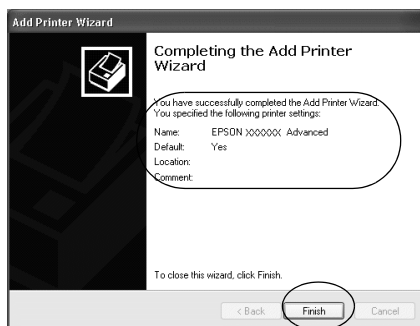 Add Printer Wizard
Completing the Add Printer
Wizard
You have successfully completed the Add Printer Wizard.
You specified the following printer settings:
Name: EPSON XXXXXX Advanced
Default: Yes
Location:
Comment:
To close this wizard, click Finish.
< Back Finish Cancel